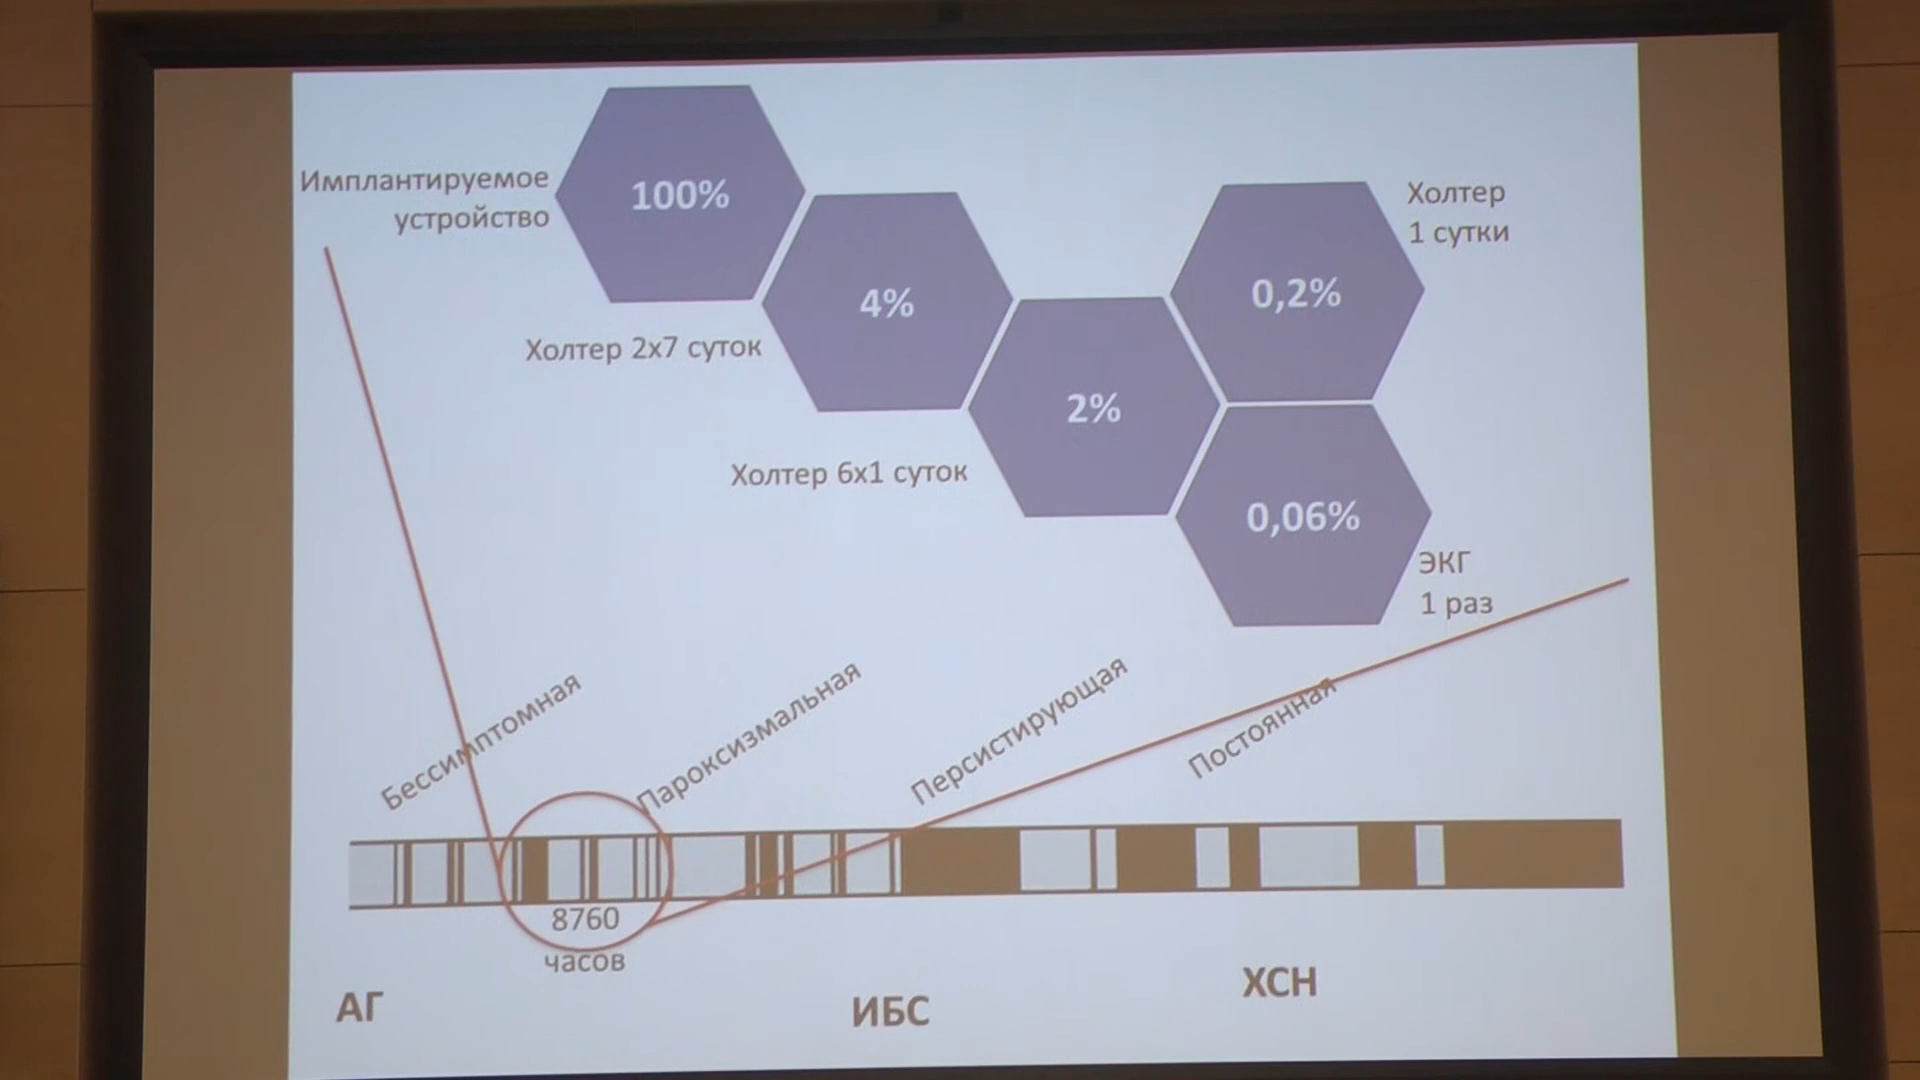 Имплантируемое
устройство
100%
Холтер 2х7 суток
4%
Холтер 6х1 суток
2%
0,2%
Холтер
1 сутки
0,06%
ЭКГ
1 раз
Бессимптомная
Пароксизмальная
Персистирующая
Постоянная
8760
часов
АГ
ИБС
ХСН